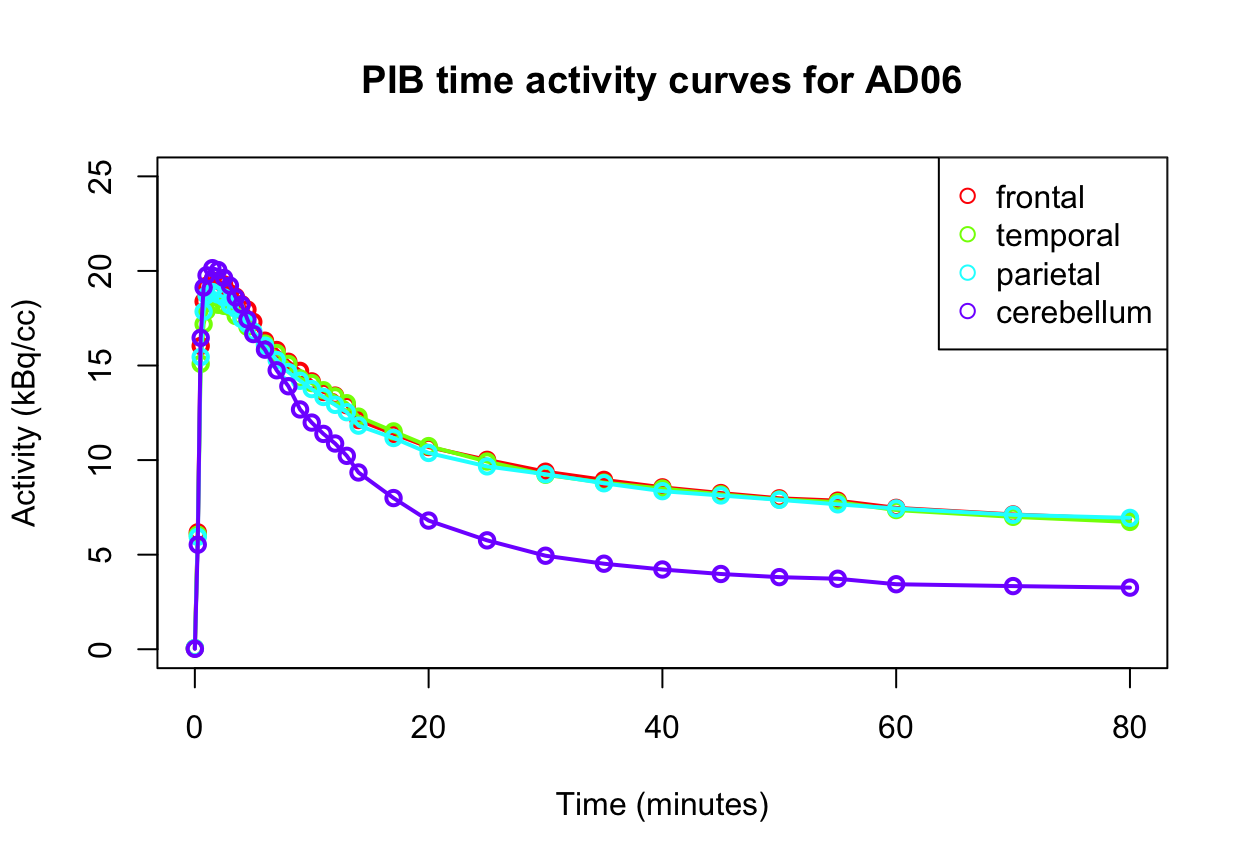 PIB time activity curves for AD06
Activity (kBq/cc)
25
20
15
10
5
0
frontal
temporal
parietal
cerebellum
0 20 40 60 80
Time (minutes)